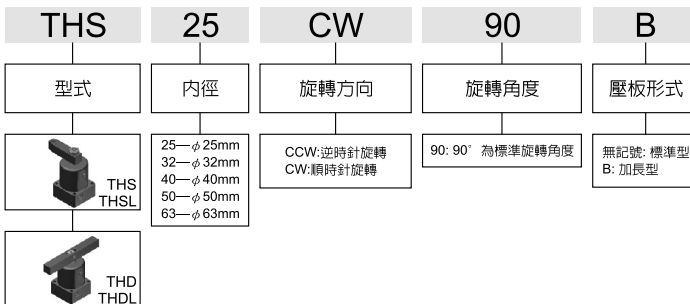 THS
25
CW
90
B
型式
内徑
旋轉方向
旋轉角度
壓板形式
THS
THSL
THD
THDL
25—ϕ25mm
32—ϕ32mm
40—ϕ40mm
50—ϕ50mm
63—ϕ63mm
CCW:逆時針旋轉
CW:順時針旋轉
90: 90° 為標準旋轉角度
無記號: 標準型
B: 加長型